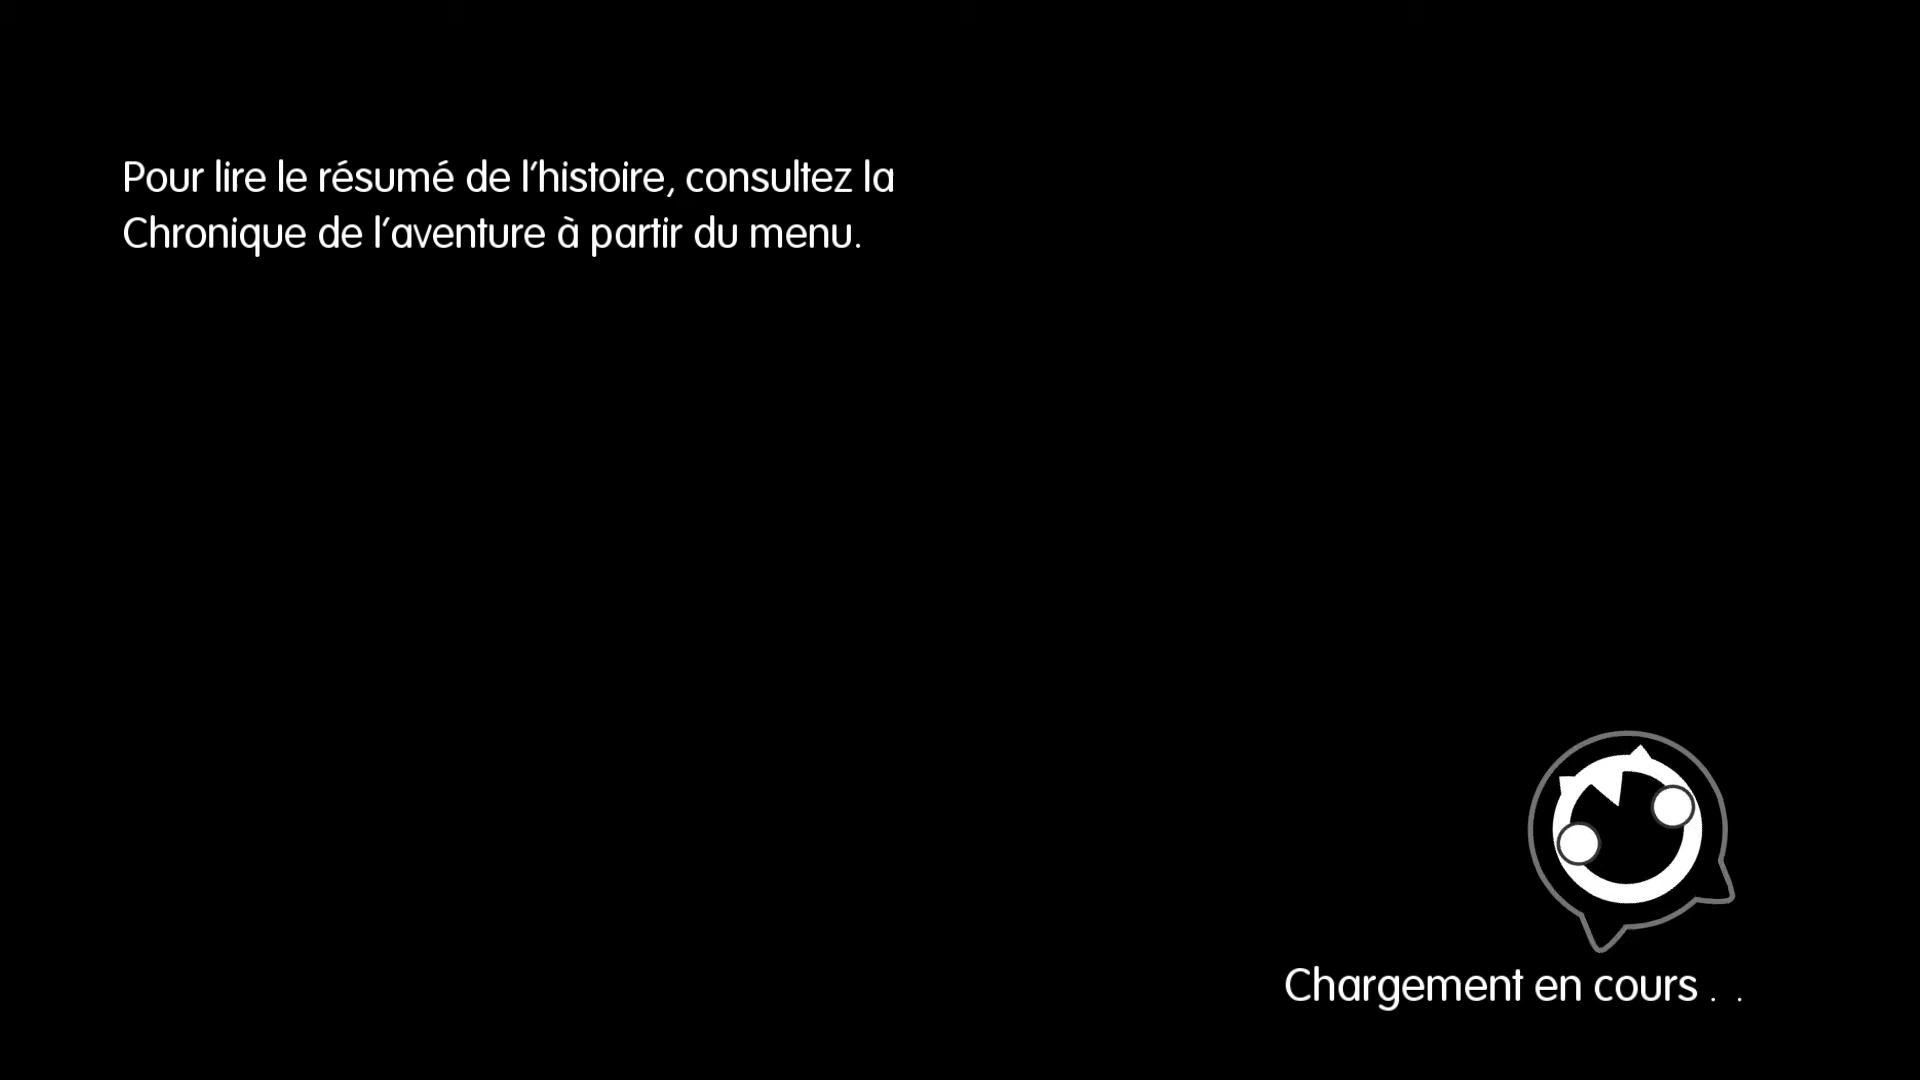 Pour lire le résumé de l'histoire, consultez la
Chronique de l'aventure à partir du menu.
Chargement en cours . .